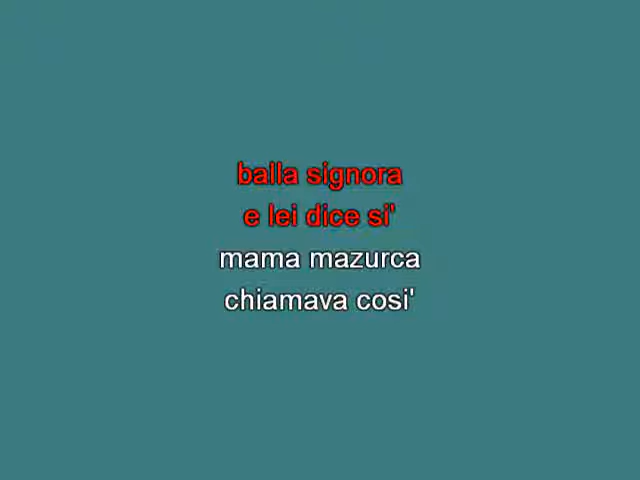 balla signora
e lei dice si'
mama mazurca
chiamava cosi'